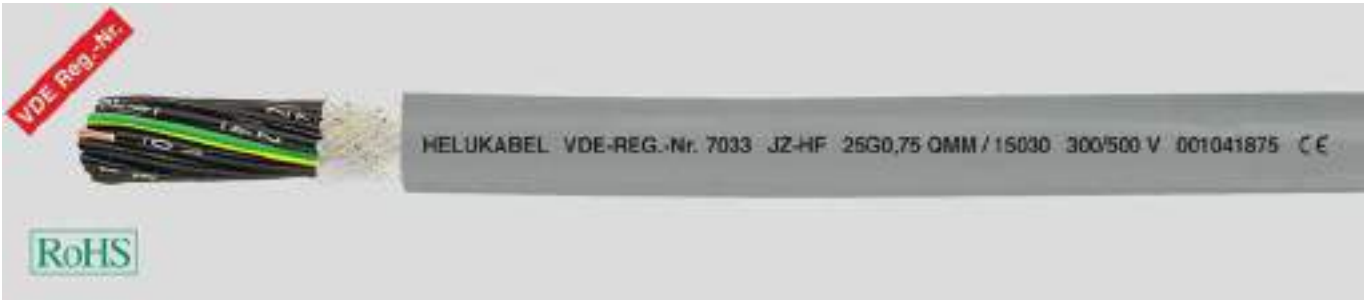 VDE Reg.-Nr.
HELUKABEL VDE-REG.-Nr. 7033 JZ-HF 25G0,75 QMM / 15030 300/500 V 001041875 CE
RoHS